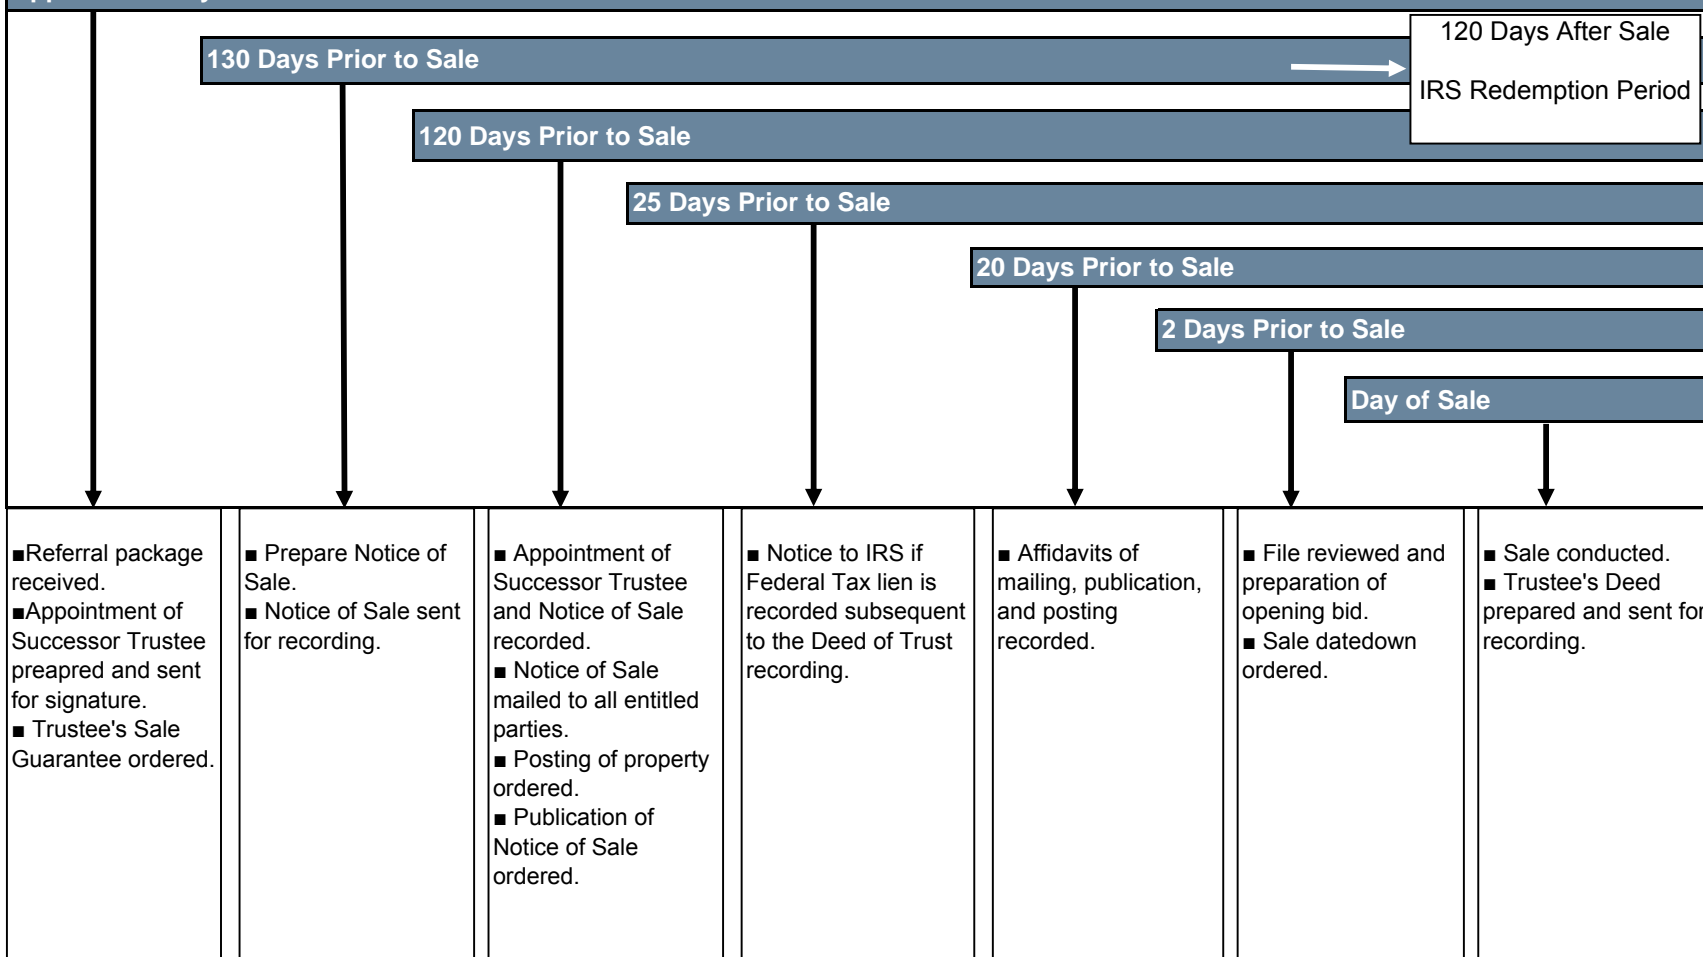 120 Days After Sale
IRS Redemption Period
130 Days Prior to Sale
120 Days Prior to Sale
25 Days Prior to Sale
20 Days Prior to Sale
2 Days Prior to Sale
Day of Sale
■Referral package
received.
■Appointment of
Successor Trustee
preapred and sent
for signature.
■ Trustee's Sale
Guarantee ordered.
■ Prepare Notice of
Sale.
■ Notice of Sale sent
for recording.
■ Appointment of
Successor Trustee
and Notice of Sale
recorded.
■ Notice of Sale
mailed to all entitled
parties.
■ Posting of property
ordered.
■ Publication of
Notice of Sale
ordered.
■ Notice to IRS if
Federal Tax lien is
recorded subsequent
to the Deed of Trust
recording.
■ Affidavits of
mailing, publication,
and posting
recorded.
■ File reviewed and
preparation of
opening bid.
■ Sale datedown
ordered.
■ Sale conducted.
■ Trustee's Deed
prepared and sent for
recording.